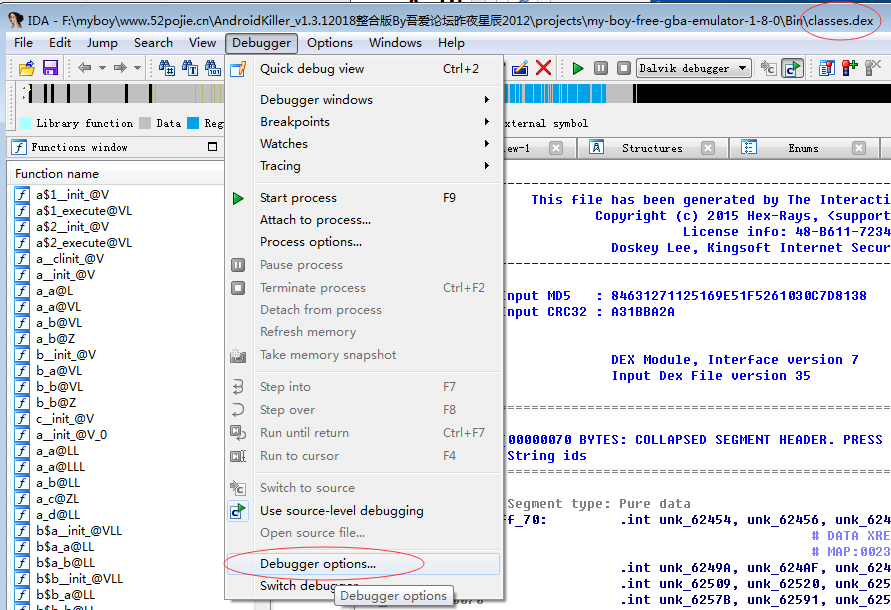 IDA - F:\myboy\www.52pojie.cn\AndroidKiller_v1.3.12018整合版By吾爱论坛昨夜星辰2012\projects\my-boy-free-gba-emulator-1-8-0\Bin\classes.dex
File Edit Jump Search View Debugger Options Windows Help
Dalvik debugger
Library function Data Reg
xternal symbol
Functions window
ew-1 Structures Enums
Function name
a$1__init_@V
a$1_execute@VL
a$2__init_@V
a$2_execute@VL
a__clinit_@V
a__init_@V
a_a@L
a_a@VL
a_b@VL
a_b@Z
b__init_@V
b_a@VL
b_b@VL
b_b@Z
c__init_@V
a__init_@V_0
a_a@LL
a_a@LLL
a_b@LL
a_c@ZL
a_d@LL
b$a__init_@VLL
b$a_a@LL
b$a_b@LL
b$b__init_@VLL
b$b_a@LL
Quick debug view Ctrl+2
Debugger windows
Breakpoints
Watches
Tracing
Start process F9
Attach to process...
Process options...
Pause process
Terminate process Ctrl+F2
Detach from process
Refresh memory
Take memory snapshot
Step into F7
Step over F8
Run until return Ctrl+F7
Run to cursor F4
Switch to source
Use source-level debugging
Open source file...
Debugger options...
Switch debugger
Debugger options
This file has been generated by The Interacti
Copyright (c) 2015 Hex-Rays, <support
License info: 48-B611-7234
Doskey Lee, Kingsoft Internet Secur
Input MD5 : 84631271125169E51F5261030C7D8138
Input CRC32 : A31BBA2A
DEX Module, Interface version 7
Input Dex File version 35
00000070 BYTES: COLLAPSED SEGMENT HEADER. PRESS
String ids
Segment type: Pure data
ff_70: .int unk_62454, unk_62456, unk_624
# DATA XRE
# MAP:0023
.int unk_6249A, unk_624AF, unk_624
.int unk_62509, unk_62520, unk_625
.int unk_6257B, unk_62591, unk_625